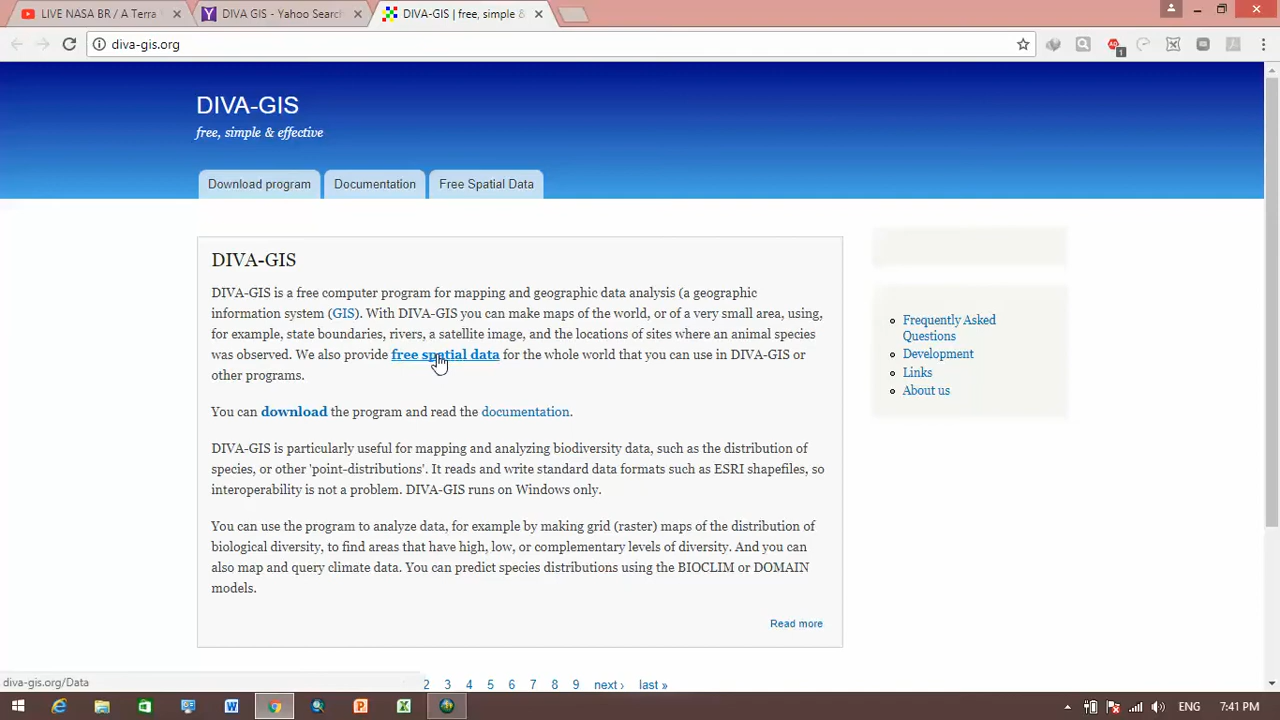 LIVE NASA BR / A Terra
DIVA GIS - Yahoo Search
DIVA-GIS | free, simple &
diva-gis.org
1
DIVA-GIS
free, simple & effective
Download program
Documentation
Free Spatial Data
DIVA-GIS
DIVA-GIS is a free computer program for mapping and geographic data analysis (a geographic
information system (GIS). With DIVA-GIS you can make maps of the world, or of a very small area, using,
for example, state boundaries, rivers, a satellite image, and the locations of sites where an animal species
was observed. We also provide free spatial data for the whole world that you can use in DIVA-GIS or
other programs.
You can download the program and read the documentation.
DIVA-GIS is particularly useful for mapping and analyzing biodiversity data, such as the distribution of
species, or other 'point-distributions'. It reads and write standard data formats such as ESRI shapefiles, so
interoperability is not a problem. DIVA-GIS runs on Windows only.
You can use the program to analyze data, for example by making grid (raster) maps of the distribution of
biological diversity, to find areas that have high, low, or complementary levels of diversity. And you can
also map and query climate data. You can predict species distributions using the BIOCLIM or DOMAIN
models.
Read more
Frequently Asked
Questions
Development
Links
About us
2 3 4 5 6 7 8 9 next › last »
diva-gis.org/Data
ENG
7:41 PM